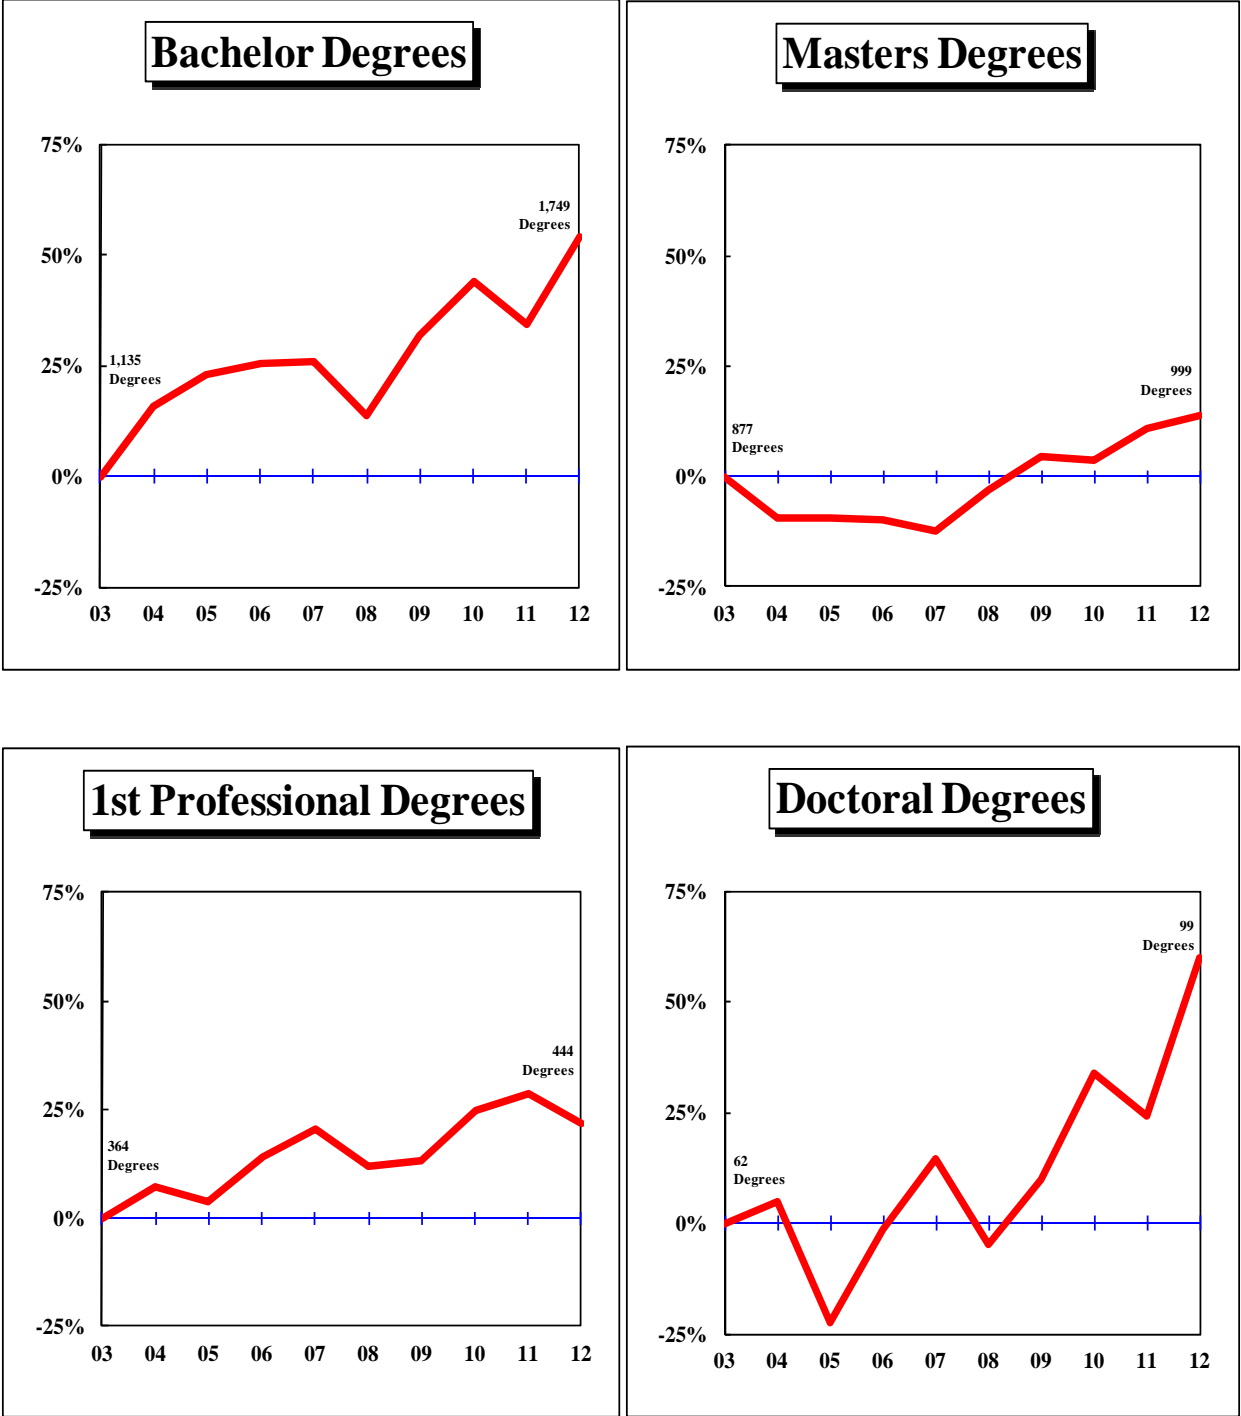 Bachelor Degrees
75%
50%
25%
0%
-25%
1,135
Degrees
1,749
Degrees
03 04 05 06 07 08 09 10 11 12
Masters Degrees
75%
50%
25%
0%
-25%
877
Degrees
999
Degrees
03 04 05 06 07 08 09 10 11 12
1st Professional Degrees
75%
50%
25%
0%
-25%
364
Degrees
444
Degrees
03 04 05 06 07 08 09 10 11 12
Doctoral Degrees
75%
50%
25%
0%
-25%
62
Degrees
99
Degrees
03 04 05 06 07 08 09 10 11 12